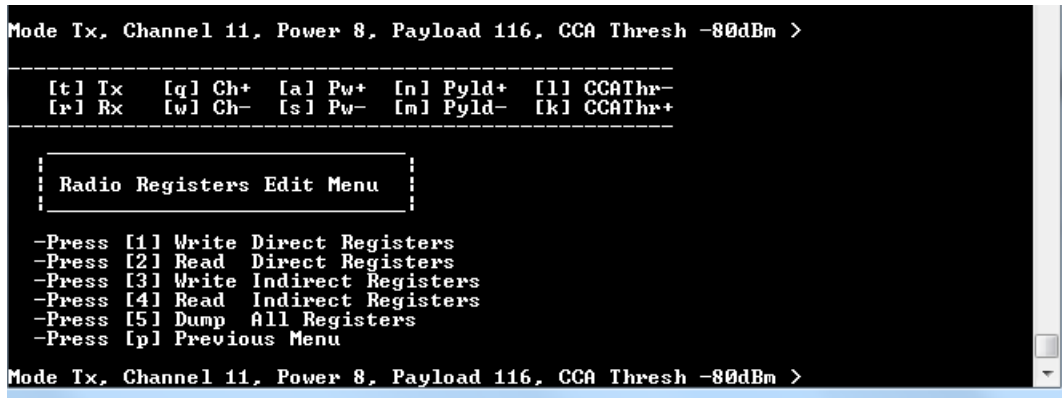 Mode Tx, Channel 11, Power 8, Payload 116, CCA Thresh -80dBm >
[t] Tx [q] Ch+ [a] Pw+ [n] Pyld+ [l] CCAThr-
[r] Rx [w] Ch- [s] Pw- [m] Pyld- [k] CCAThr+
Radio Registers Edit Menu
-Press [1] Write Direct Registers
-Press [2] Read Direct Registers
-Press [3] Write Indirect Registers
-Press [4] Read Indirect Registers
-Press [5] Dump All Registers
-Press [p] Previous Menu
Mode Tx, Channel 11, Power 8, Payload 116, CCA Thresh -80dBm >